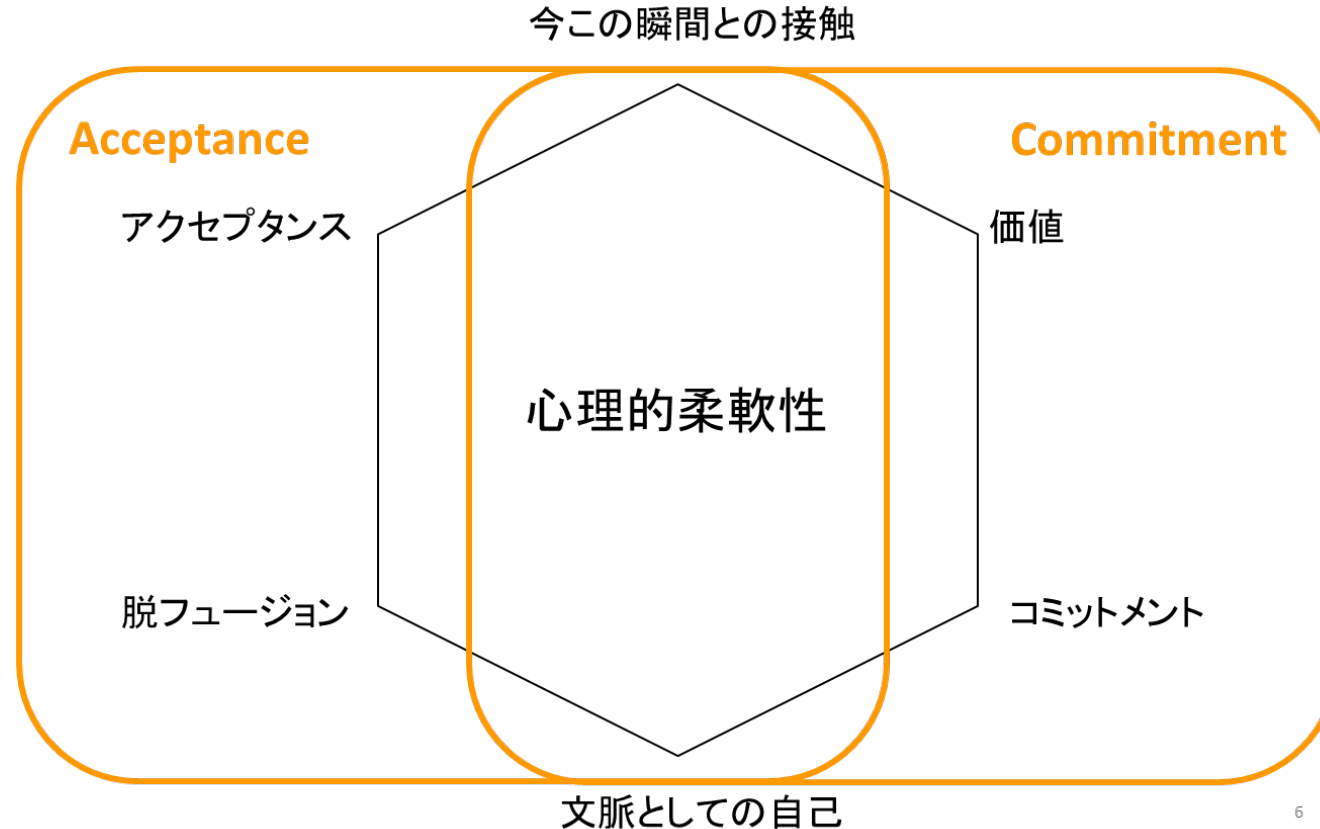 今この瞬間との接触
Acceptance
Commitment
アクセプタンス
価値
心理的柔軟性
脱フュージョン
コミットメント
文脈としての自己
6